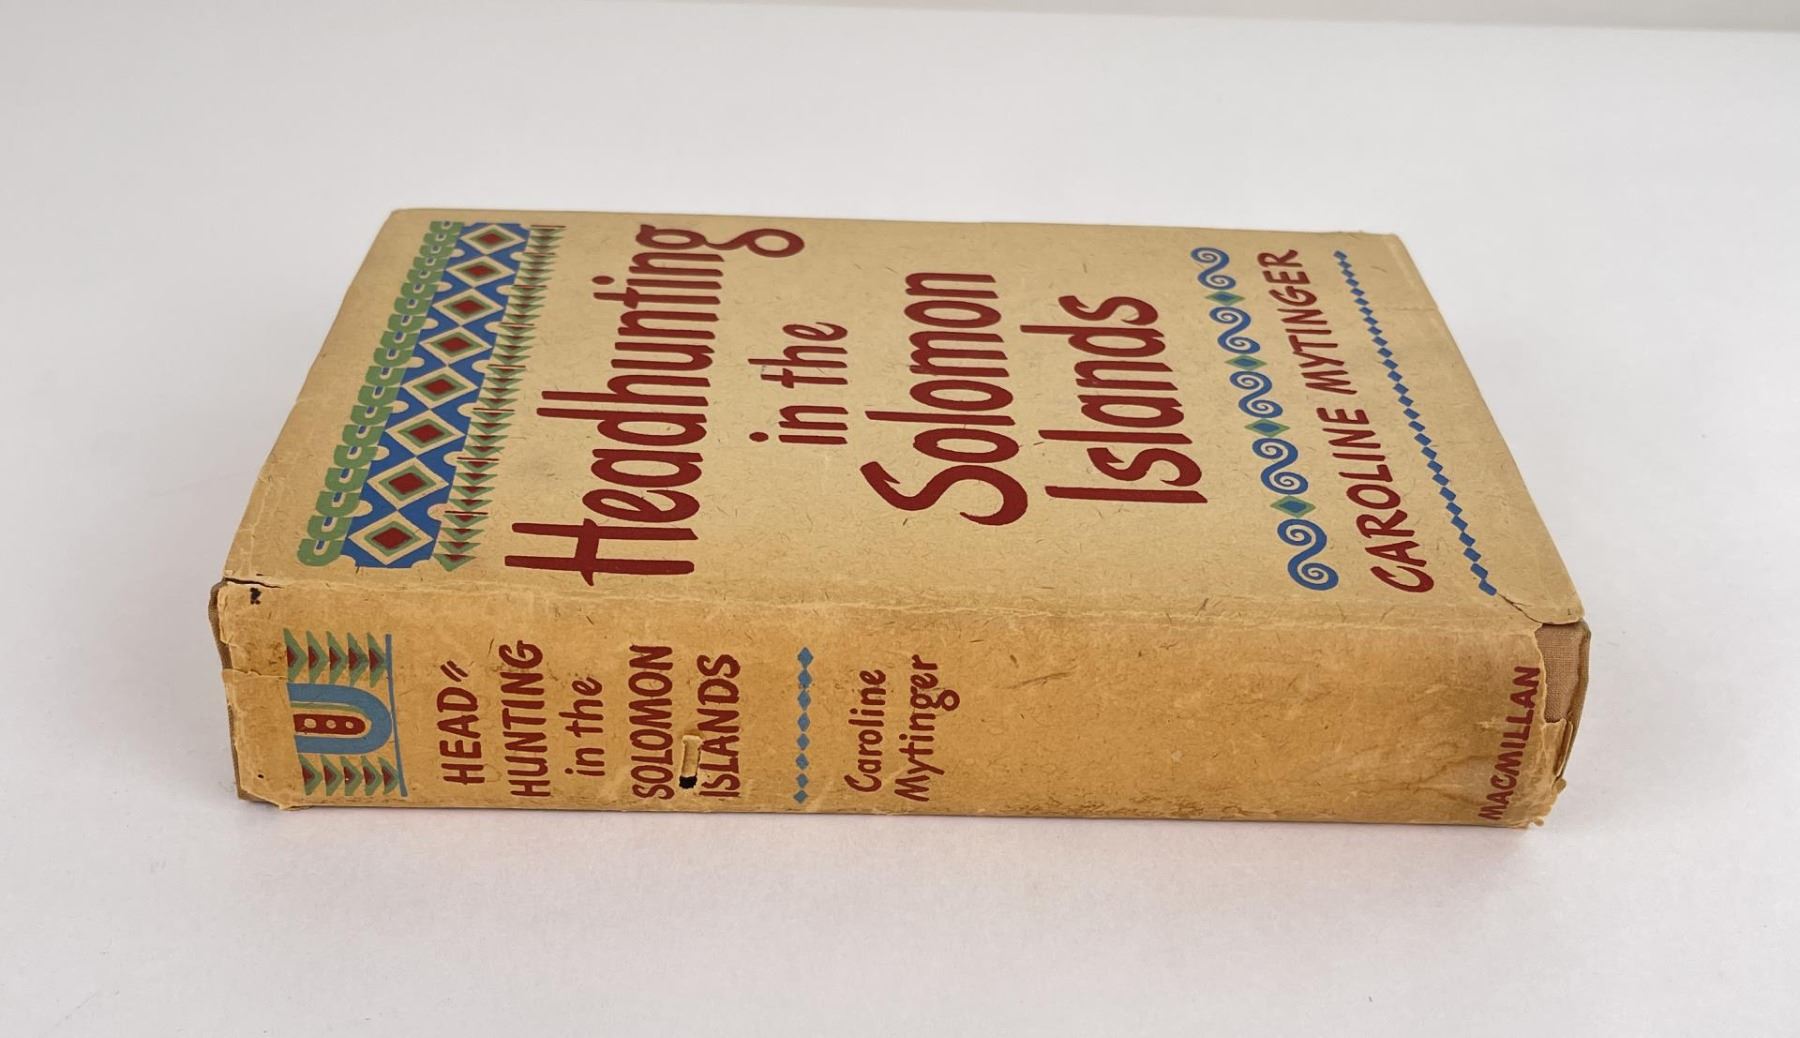 Headhunting
in the
Solomon
Islands
CAROLINE MYTINGER
HEAD=
HUNTING
in the
SOLOMON
ISLANDS
Caroline
Mytinger
MACMILLAN